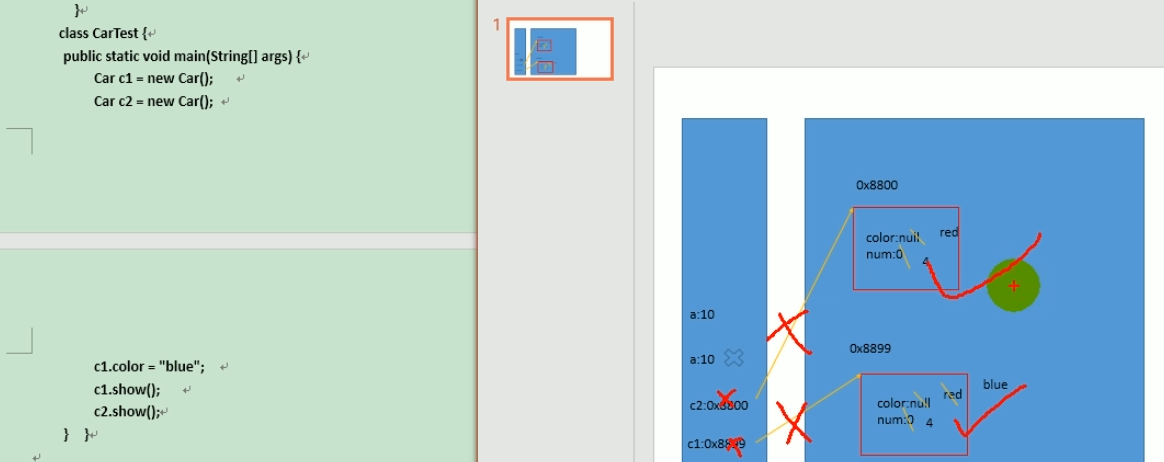 }
class CarTest {
public static void main(String[] args) {
Car c1 = new Car();
Car c2 = new Car();
c1.color = "blue";
c1.show();
c2.show();
} }
1
0x8800
color:null red
num:0 4
a:10
0x8899
a:10
color:null red blue
num:0 4
c2:0x8800
c1:0x8899